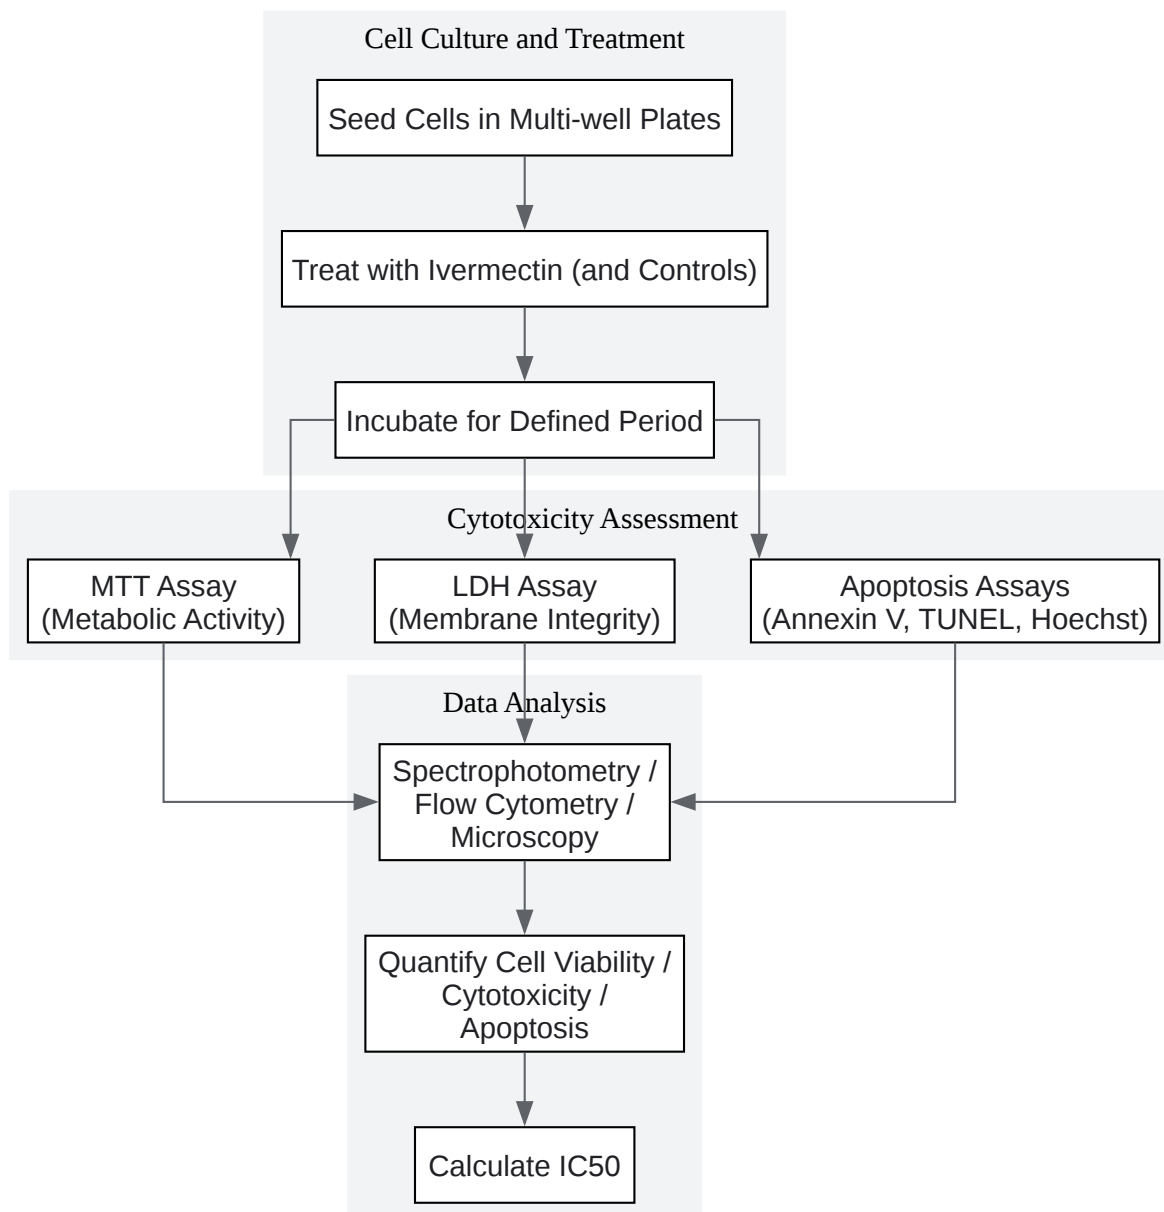 Cell Culture and Treatment
Seed Cells in Multi-well Plates
Treat with Ivermectin (and Controls)
Incubate for Defined Period
Cytotoxicity Assessment
MTT Assay
(Metabolic Activity)
LDH Assay
(Membrane Integrity)
Apoptosis Assays
(Annexin V, TUNEL, Hoechst)
Data Analysis
Spectrophotometry /
Flow Cytometry /
Microscopy
Quantify Cell Viability /
Cytotoxicity /
Apoptosis
Calculate IC50